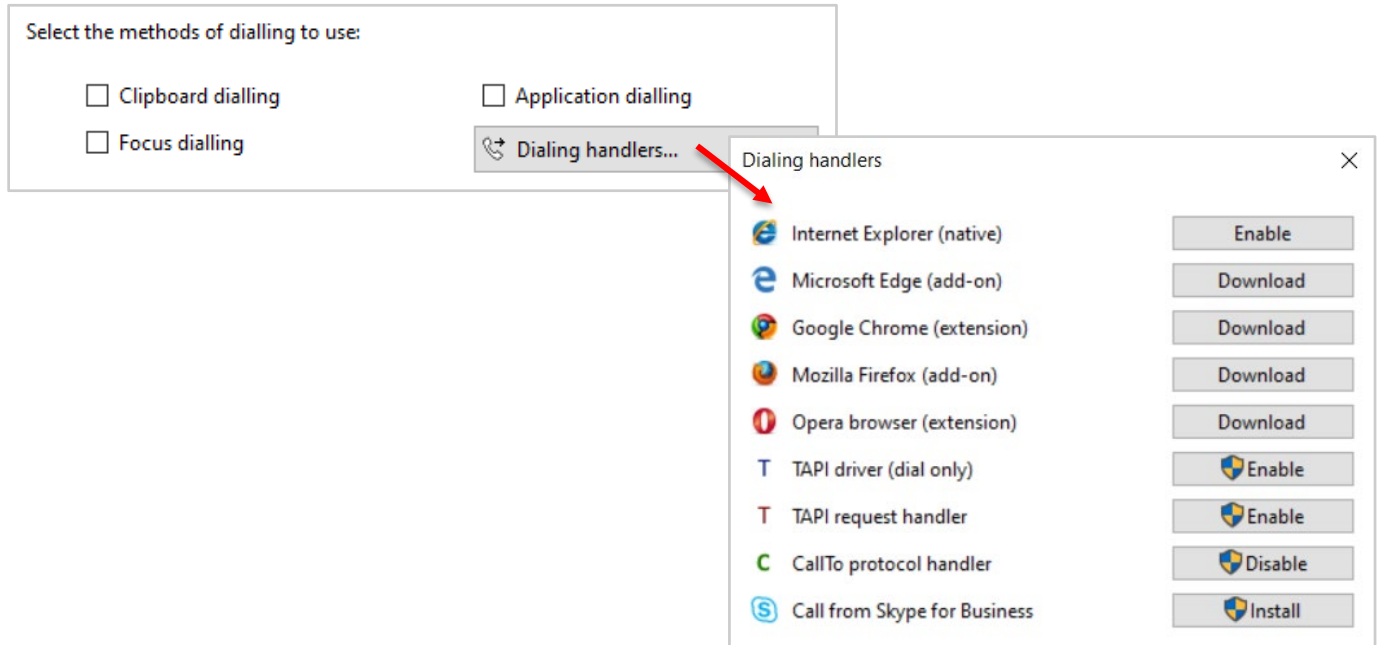 Select the methods of dialling to use:
Clipboard dialling
Application dialling
Focus dialling
Dialing handlers...
Dialing handlers
Internet Explorer (native) Enable
Microsoft Edge (add-on) Download
Google Chrome (extension) Download
Mozilla Firefox (add-on) Download
Opera browser (extension) Download
T TAPI driver (dial only) Enable
T TAPI request handler Enable
C CallTo protocol handler Disable
S Call from Skype for Business Install